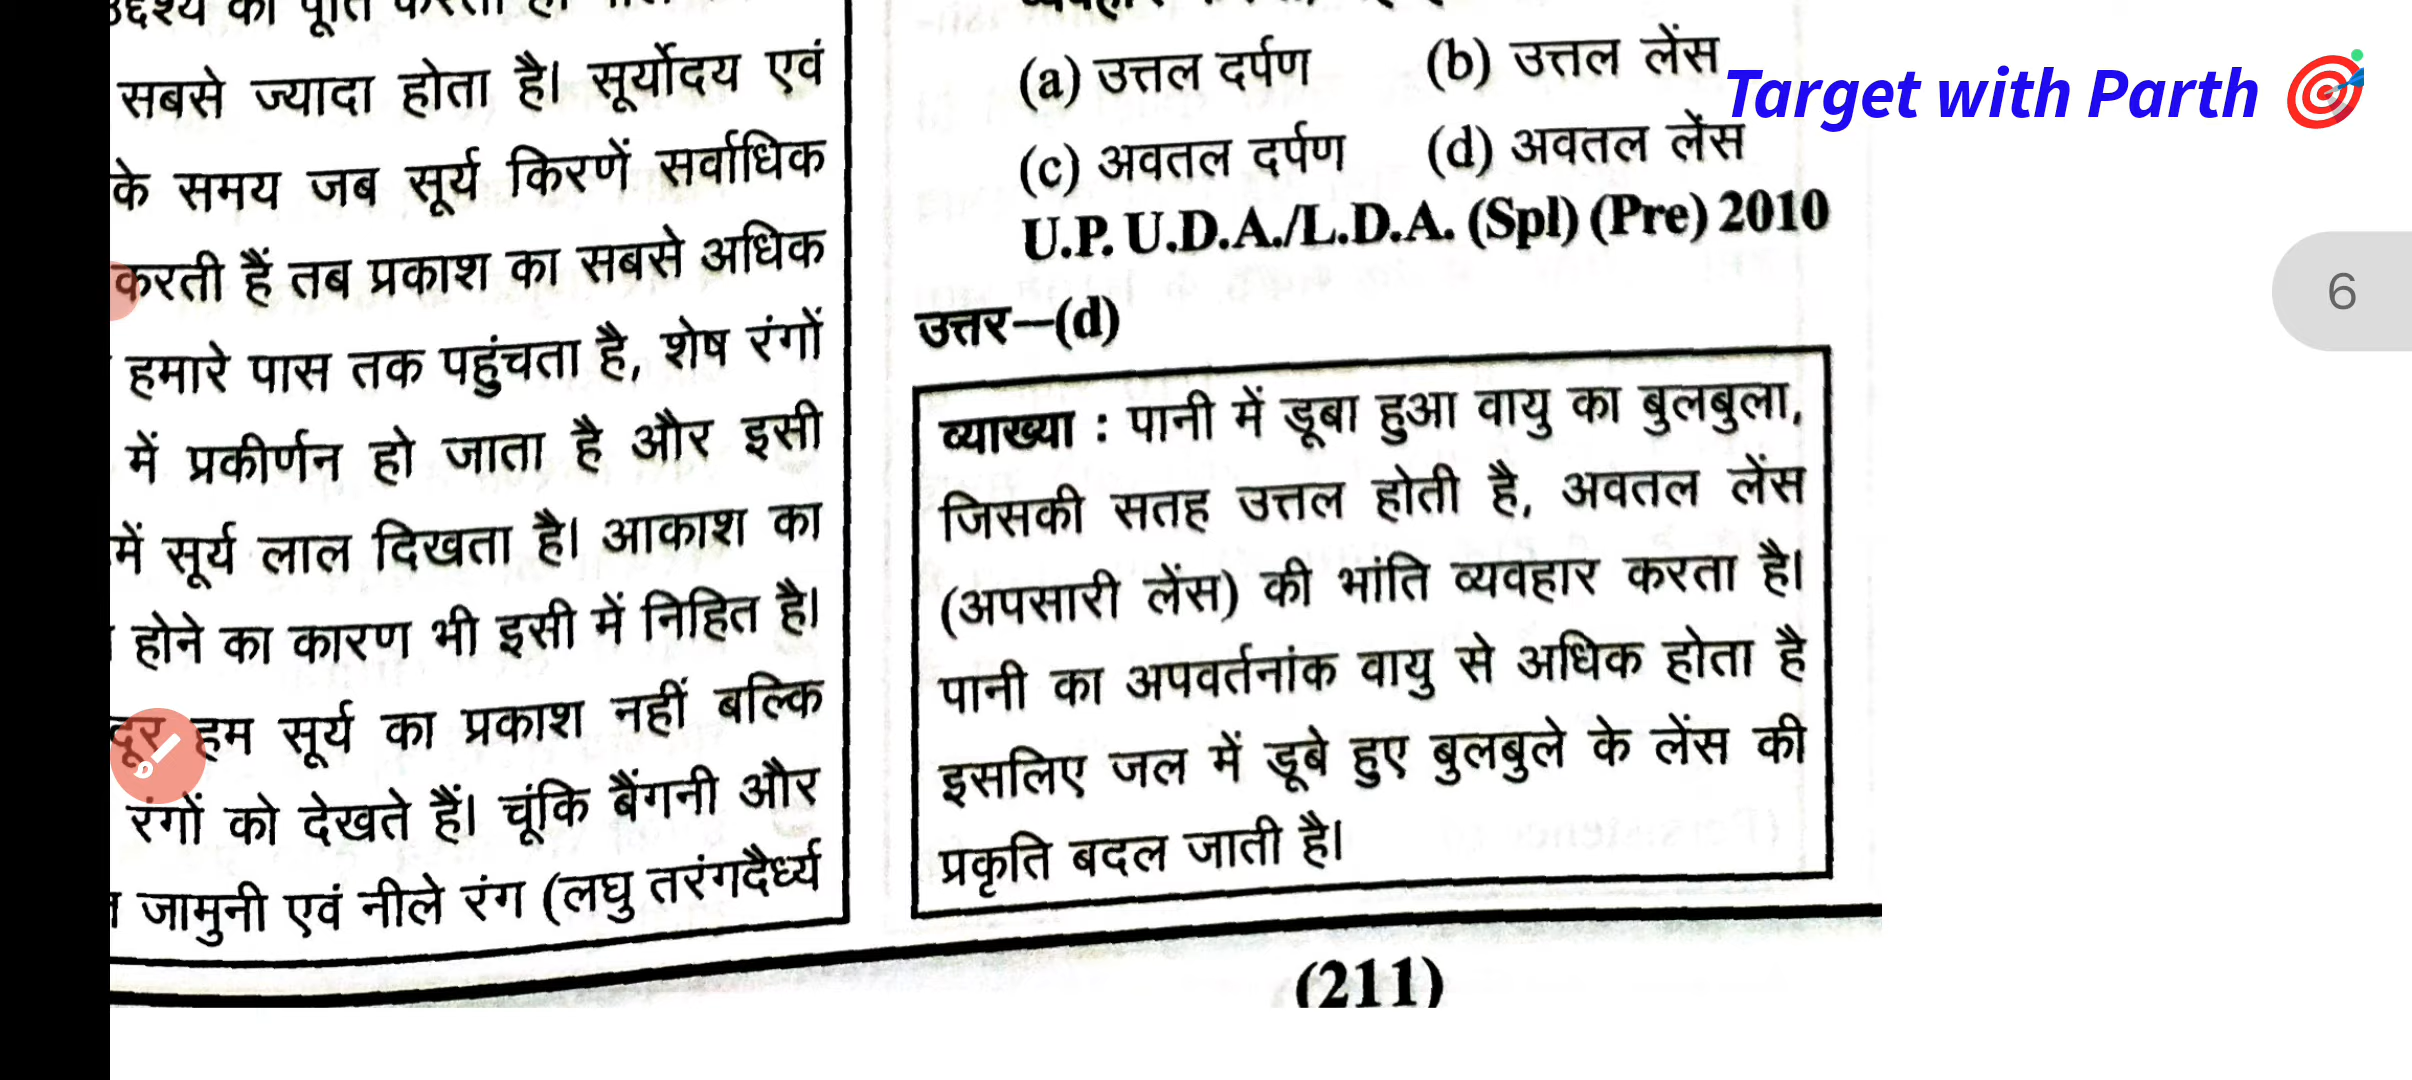 सबसे ज्यादा होता है। सूर्योदय एवं
के समय जब सूर्य किरणें सर्वाधिक
करती हैं तब प्रकाश का सबसे अधिक
हमारे पास तक पहुंचता है, शेष रंगों
में प्रकीर्णन हो जाता है और इसी
में सूर्य लाल दिखता है। आकाश का
होने का कारण भी इसी में निहित है।
दूर हम सूर्य का प्रकाश नहीं बल्कि
रंगों को देखते हैं। चूंकि बैंगनी और
जामुनी एवं नीले रंग (लघु तरंगदैर्ध्य
(a) उत्तल दर्पण (b) उत्तल लेंस
(c) अवतल दर्पण (d) अवतल लेंस
U.P. U.D.A./L.D.A. (Spl) (Pre) 2010
उत्तर—(d)
व्याख्या : पानी में डूबा हुआ वायु का बुलबुला,
जिसकी सतह उत्तल होती है, अवतल लेंस
(अपसारी लेंस) की भांति व्यवहार करता है।
पानी का अपवर्तनांक वायु से अधिक होता है
इसलिए जल में डूबे हुए बुलबुले के लेंस की
प्रकृति बदल जाती है।
(211)
Target with Parth
6